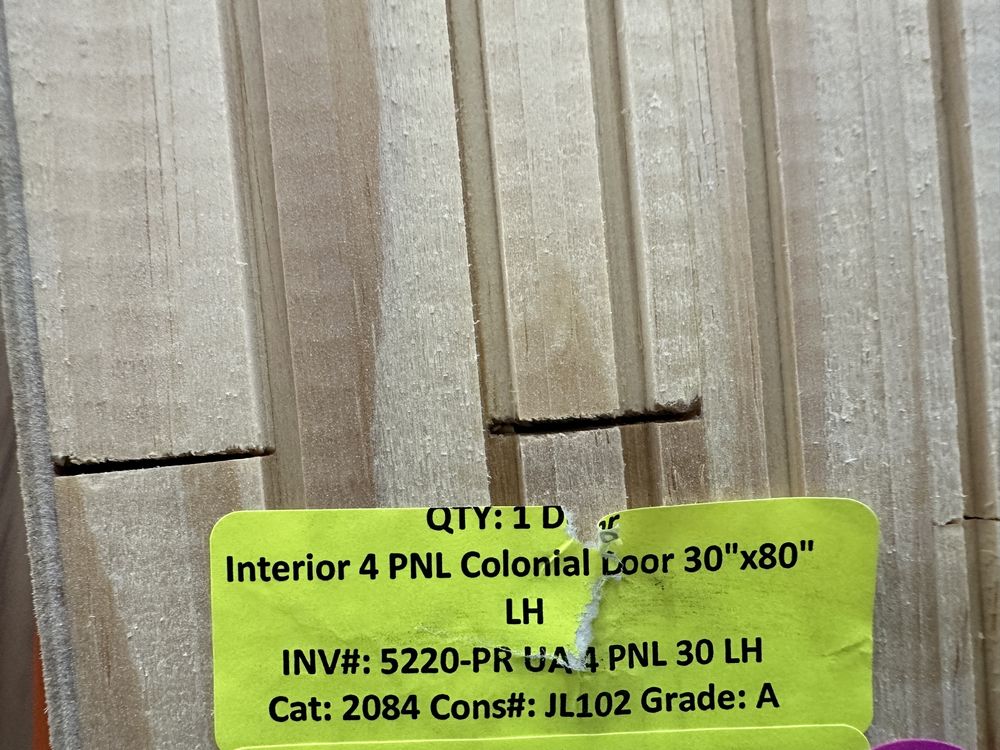 QTY: 1 Door
Interior 4 PNL Colonial Door 30"x80"
LH
INV#: 5220-PR UA 4 PNL 30 LH
Cat: 2084 Cons#: JL102 Grade: A